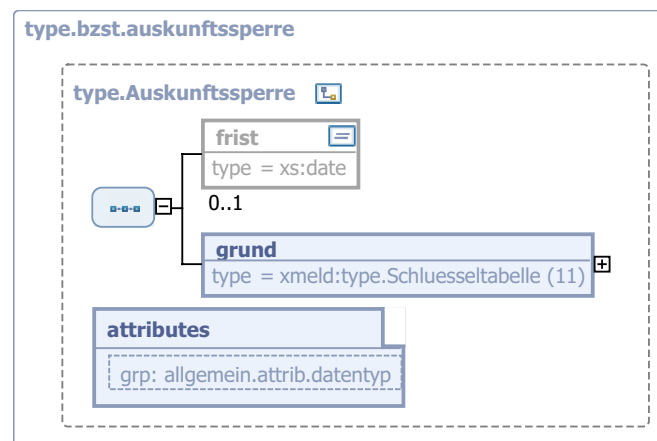 type.bzst.auskunftssperre
type.Auskunftssperre
frist
type = xs:date
0..1
grund
type = xmeld:type.Schluesseltabelle (11)
attributes
grp: allgemein.attrib.datentyp